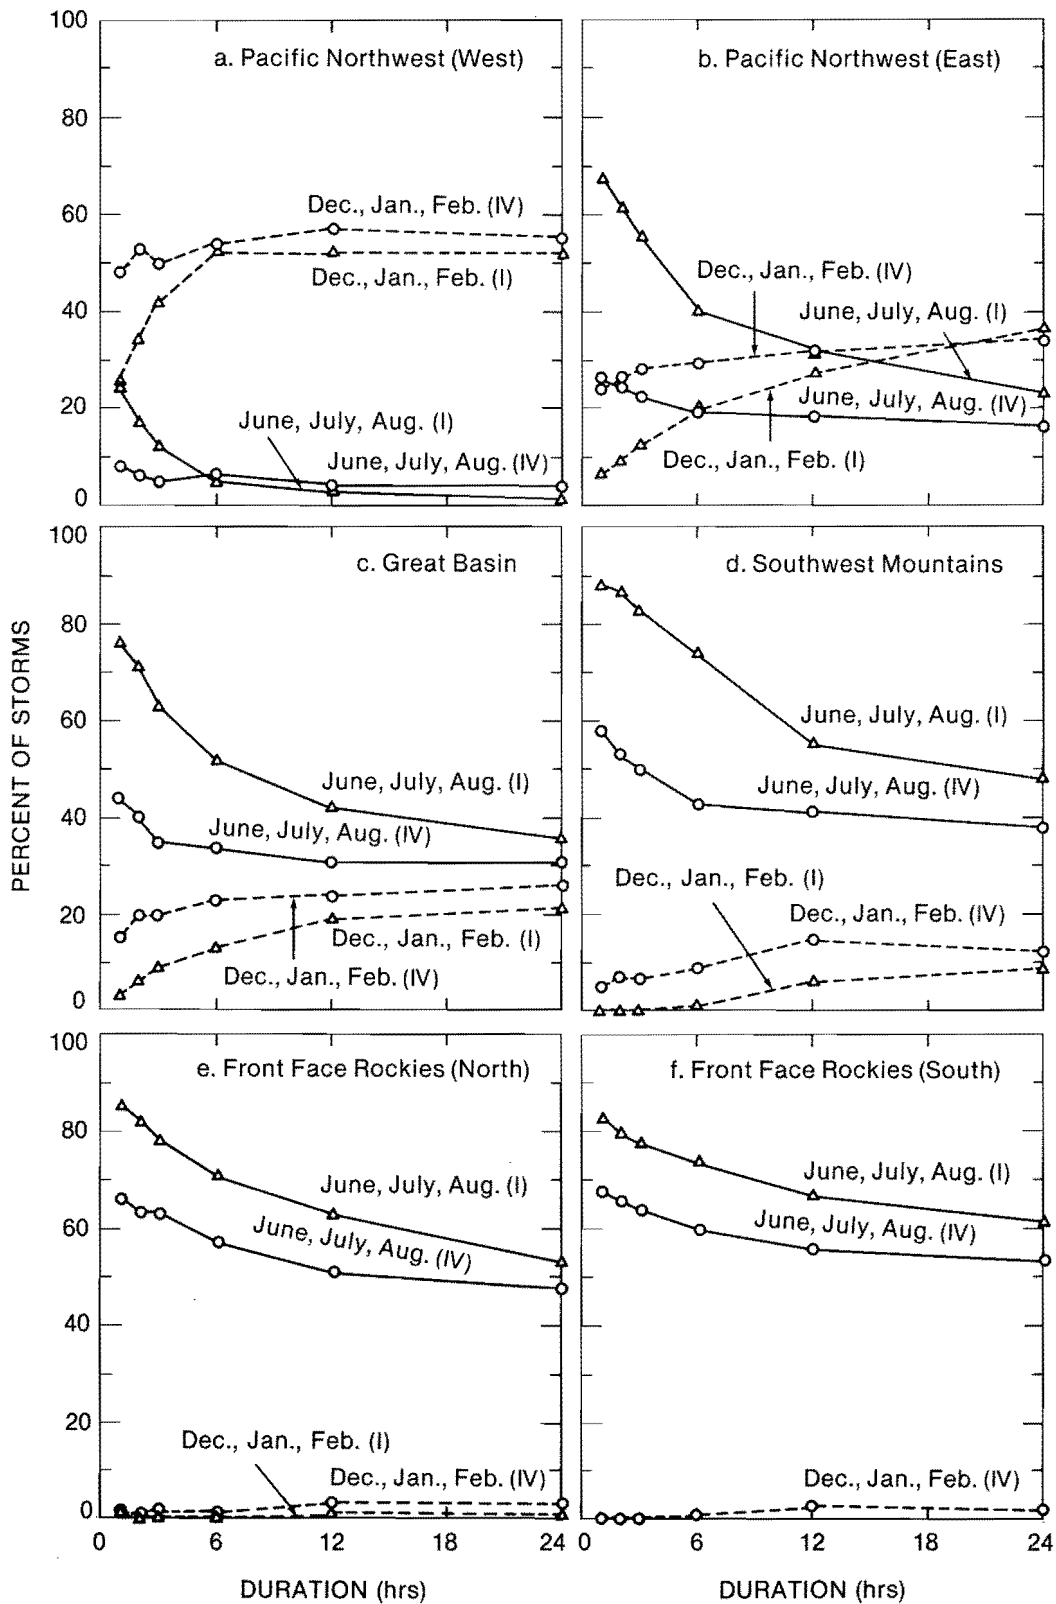 100
80
60
40
20
0
a. Pacific Northwest (West)
Dec., Jan., Feb. (IV)
Dec., Jan., Feb. (I)
June, July, Aug. (I)
June, July, Aug. (IV)
b. Pacific Northwest (East)
Dec., Jan., Feb. (IV)
June, July, Aug. (I)
June, July, Aug. (IV)
Dec., Jan., Feb. (I)
PERCENT OF STORMS
100
80
60
40
20
0
c. Great Basin
June, July, Aug. (I)
June, July, Aug. (IV)
Dec., Jan., Feb. (I)
Dec., Jan., Feb. (IV)
d. Southwest Mountains
June, July, Aug. (I)
June, July, Aug. (IV)
Dec., Jan., Feb. (I)
Dec., Jan., Feb. (IV)
100
80
60
40
20
0
e. Front Face Rockies (North)
June, July, Aug. (I)
June, July, Aug. (IV)
Dec., Jan., Feb. (I)
Dec., Jan., Feb. (IV)
0 6 12 18 24
DURATION (hrs)
f. Front Face Rockies (South)
June, July, Aug. (I)
June, July, Aug. (IV)
Dec., Jan., Feb. (IV)
0 6 12 18 24
DURATION (hrs)